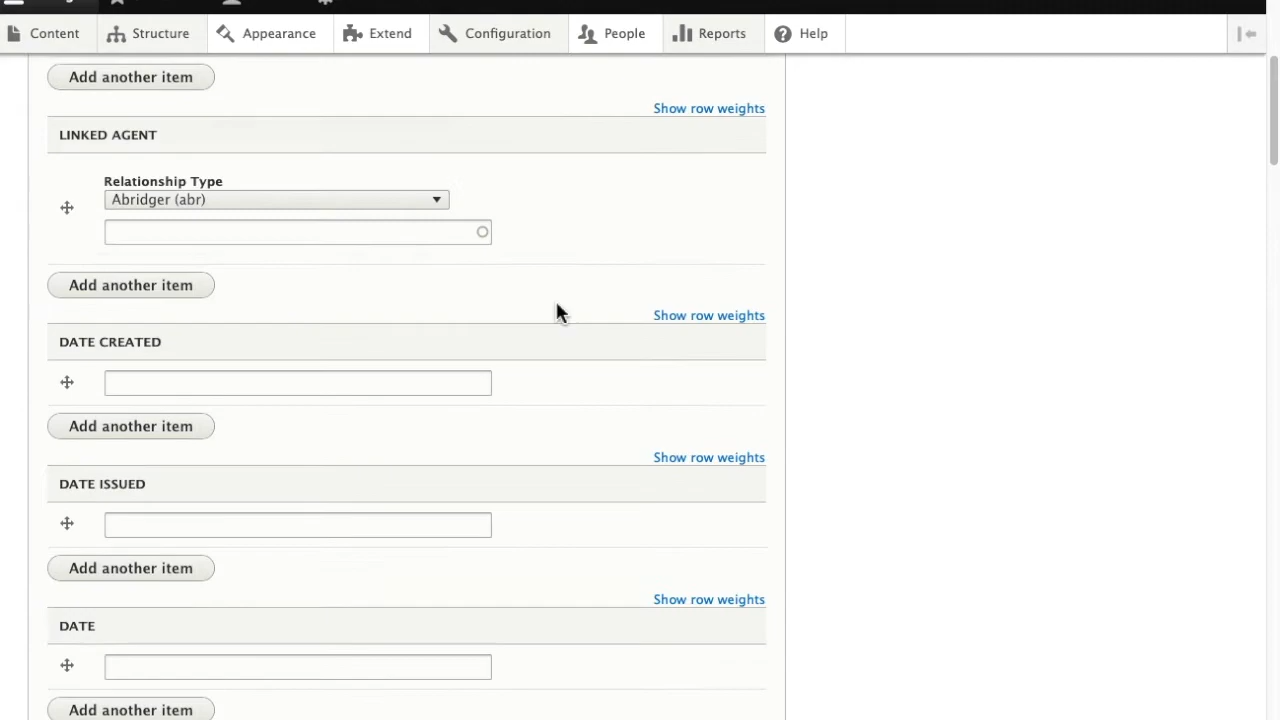 Content Structure Appearance Extend Configuration People Reports Help
Add another item
Show row weights
LINKED AGENT
Relationship Type
Abridger (abr)
Add another item
Show row weights
DATE CREATED
Add another item
Show row weights
DATE ISSUED
Add another item
Show row weights
DATE
Add another item